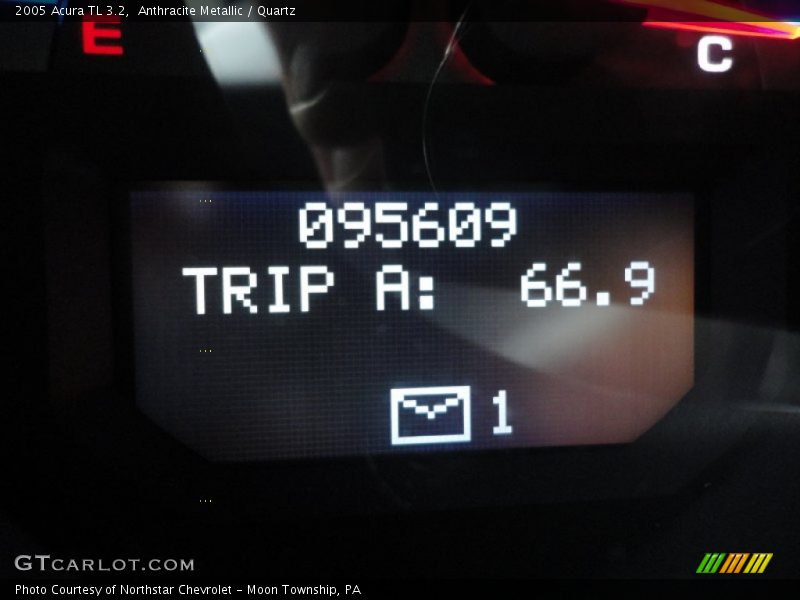 2005 Acura TL 3.2,  Anthracite Metallic / Quartz
E
C
095609
TRIP A:  66.9
1
GTCARLOT.COM
Photo Courtesy of Northstar Chevrolet - Moon Township, PA